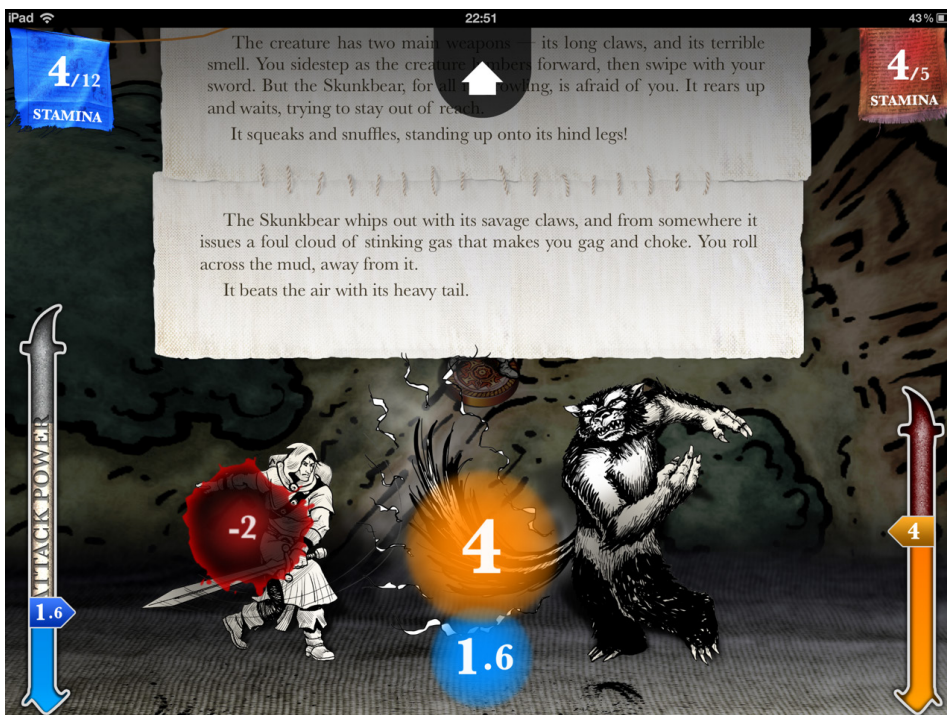 iPad 22:51 43%
4/12
STAMINA
4/5
STAMINA
The creature has two main weapons — its long claws, and its terrible
smell. You sidestep as the creature lumbers forward, then swipe with your
sword. But the Skunkbear, for all its growling, is afraid of you. It rears up
and waits, trying to stay out of reach.
It squeaks and snuffles, standing up onto its hind legs!
The Skunkbear whips out with its savage claws, and from somewhere it
issues a foul cloud of stinking gas that makes you gag and choke. You roll
across the mud, away from it.
It beats the air with its heavy tail.
ATTACK POWER
-2
4
4
1.6
1.6